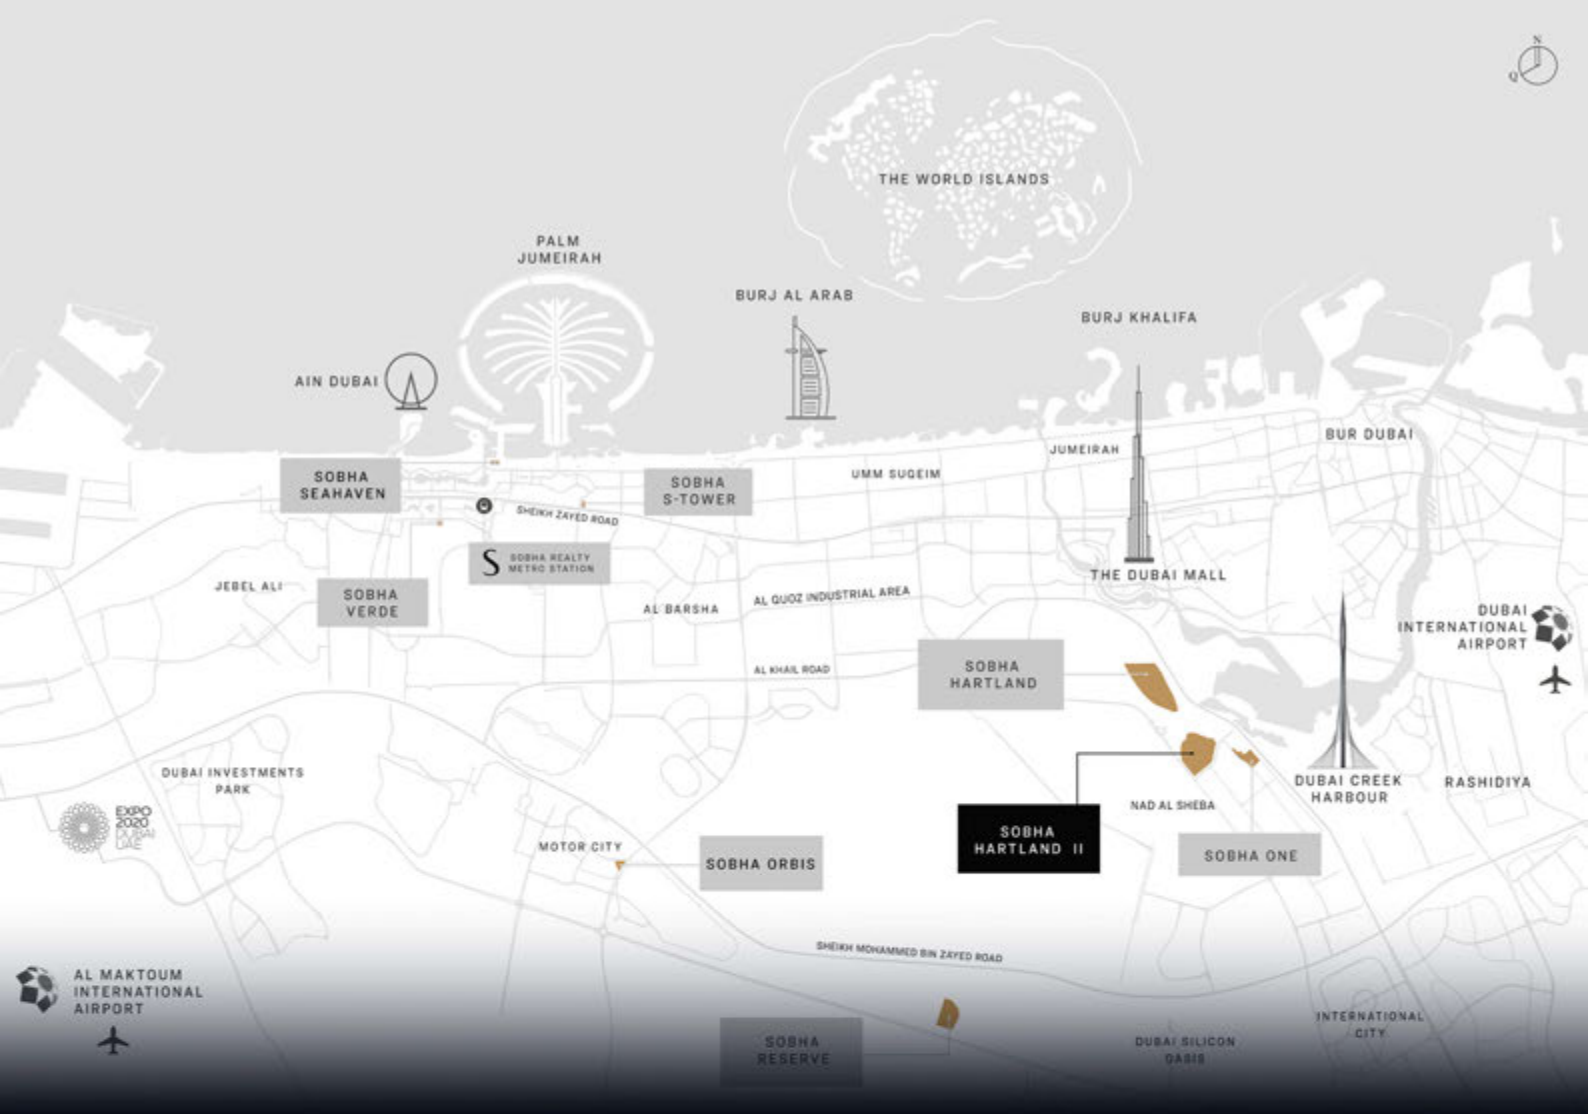 N
Q
THE WORLD ISLANDS
PALM
JUMEIRAH
BURJ AL ARAB
BURJ KHALIFA
AIN DUBAI
BUR DUBAI
JUMEIRAH
SOBHA
SEAHAVEN
SOBHA
S-TOWER
UMM SUGEIM
SHEIKH ZAYED ROAD
S
SOBHA REALTY
METRO STATION
THE DUBAI MALL
JEBEL ALI
SOBHA
VERDE
AL BARSHA
AL QUOZ INDUSTRIAL AREA
DUBAI
INTERNATIONAL
AIRPORT
AL KHAIL ROAD
SOBHA
HARTLAND
DUBAI INVESTMENTS
PARK
DUBAI CREEK
HARBOUR
RASHIDIYA
EXPO
2020
DUBAI
UAE
NAD AL SHEBA
SOBHA
HARTLAND II
SOBHA ONE
MOTOR CITY
SOBHA ORBIS
SHEIKH MOHAMMED BIN ZAYED ROAD
AL MAKTOUM
INTERNATIONAL
AIRPORT
SOBHA
RESERVE
INTERNATIONAL
CITY
DUBAI SILICON
OASIS